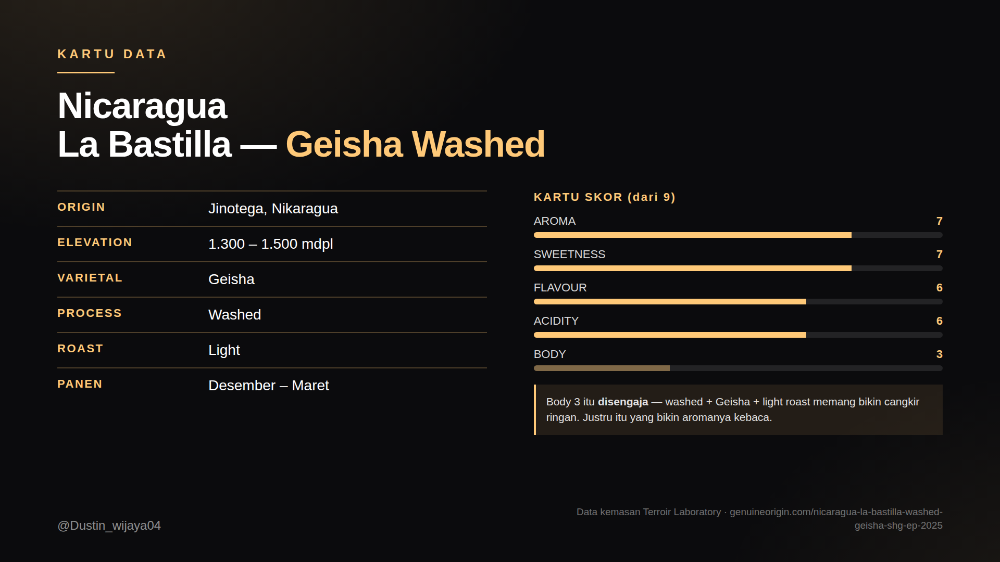 KARTU DATA
Nicaragua
La Bastilla — Geisha Washed
ORIGIN Jinotega, Nikaragua
ELEVATION 1.300 – 1.500 mdpl
VARIETAL Geisha
PROCESS Washed
ROAST Light
PANEN Desember – Maret
KARTU SKOR (dari 9)
AROMA 7
SWEETNESS 7
FLAVOUR 6
ACIDITY 6
BODY 3
Body 3 itu disengaja — washed + Geisha + light roast memang bikin cangkir
ringan. Justru itu yang bikin aromanya kebaca.
@Dustin_wijaya04
Data kemasan Terroir Laboratory · genuineorigin.com/nicaragua-la-bastilla-washed-
geisha-shg-ep-2025